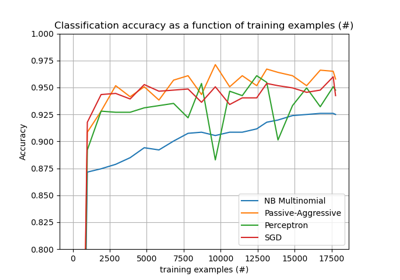 Classification accuracy as a function of training examples (#)
1.000
0.975
0.950
0.925
0.900
0.875
0.850
0.825
0.800
Accuracy
NB Multinomial
Passive-Aggressive
Perceptron
SGD
0 2500 5000 7500 10000 12500 15000 17500
training examples (#)